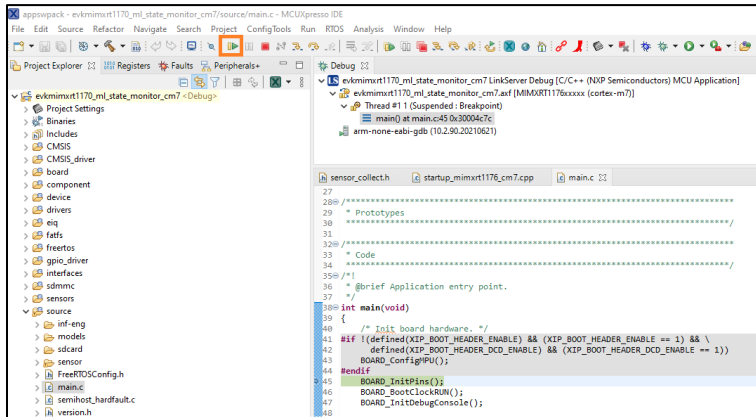 appswpack - evkmimxrt1170_ml_state_monitor_cm7/source/main.c - MCUXpresso IDE
File Edit Source Refactor Navigate Search Project ConfigTools Run RTOS Analysis Window Help
Project Explorer Registers Faults Peripherals+
evkmimxrt1170_ml_state_monitor_cm7 <Debug>
Project Settings
Binaries
Includes
CMSIS
CMSIS_driver
board
component
device
drivers
eiq
fatfs
freertos
gpio_driver
interfaces
sdmmc
sensors
source
inf-eng
models
sdcard
sensor
FreeRTOSConfig.h
main.c
semihost_hardfault.c
version.h
Debug
evkmimxrt1170_ml_state_monitor_cm7 LinkServer Debug [C/C++ (NXP Semiconductors) MCU Application]
evkmimxrt1170_ml_state_monitor_cm7.axf [MIMXRT1176xxxxx (cortex-m7)]
Thread #1 1 (Suspended : Breakpoint)
main() at main.c:45 0x30004c7c
arm-none-eabi-gdb (10.2.90.20210621)
sensor_collect.h startup_mimxrt1176_cm7.cpp main.c
27
28 /*******************************************************************************
29 * Prototypes
30 ******************************************************************************/
31
32 /*******************************************************************************
33 * Code
34 ******************************************************************************/
35 /*!
36 * @brief Application entry point.
37 */
38 int main(void)
39 {
40 /* Init board hardware. */
41 #if !(defined(XIP_BOOT_HEADER_ENABLE) && (XIP_BOOT_HEADER_ENABLE == 1) && \
42 defined(XIP_BOOT_HEADER_DCD_ENABLE) && (XIP_BOOT_HEADER_DCD_ENABLE == 1))
43 BOARD_ConfigMPU();
44 #endif
45 BOARD_InitPins();
46 BOARD_BootClockRUN();
47 BOARD_InitDebugConsole();
48